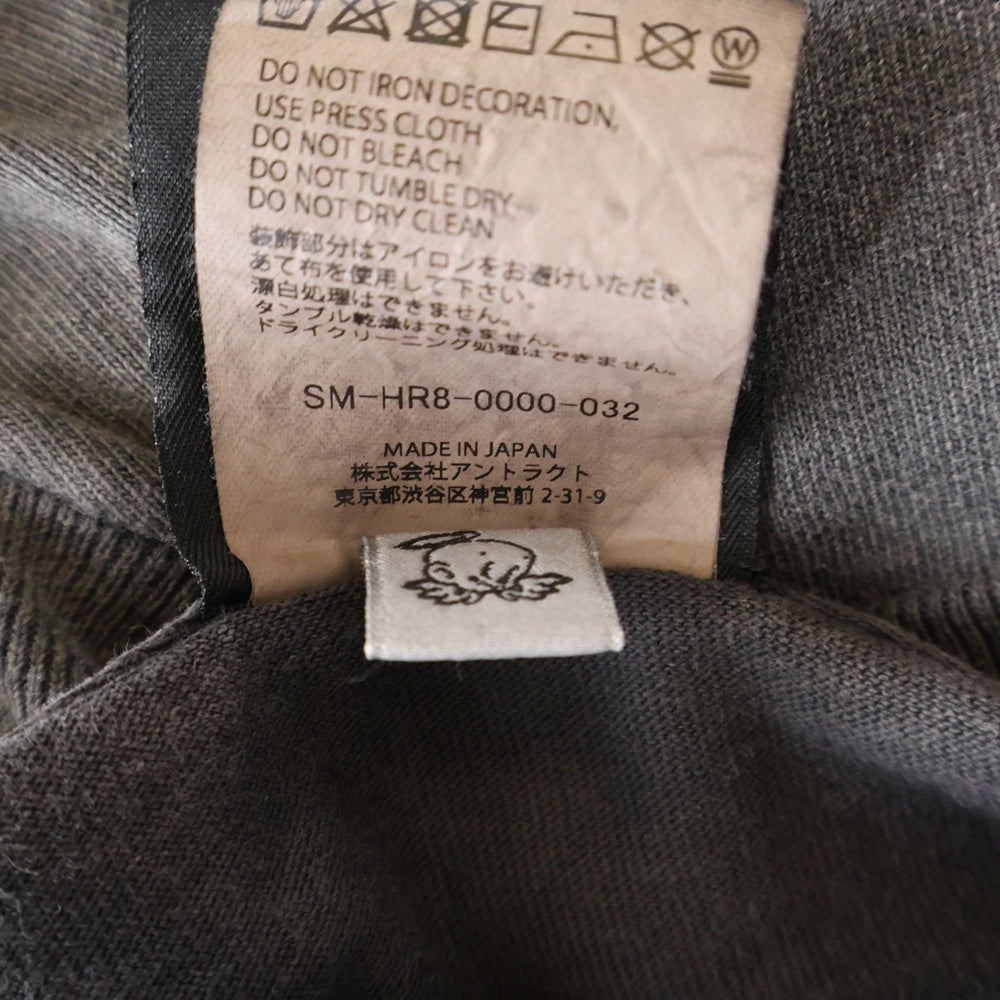 W
DO NOT IRON DECORATION,
USE PRESS CLOTH
DO NOT BLEACH
DO NOT TUMBLE DRY
DO NOT DRY CLEAN
装飾部分はアイロンをお避けいただき、
あて布を使用して下さい。
漂白処理はできません。
タンブル乾燥はできません。
ドライクリーニング処理はできません。
SM-HR8-0000-032
MADE IN JAPAN
株式会社アントラクト
東京都渋谷区神宮前 2-31-9